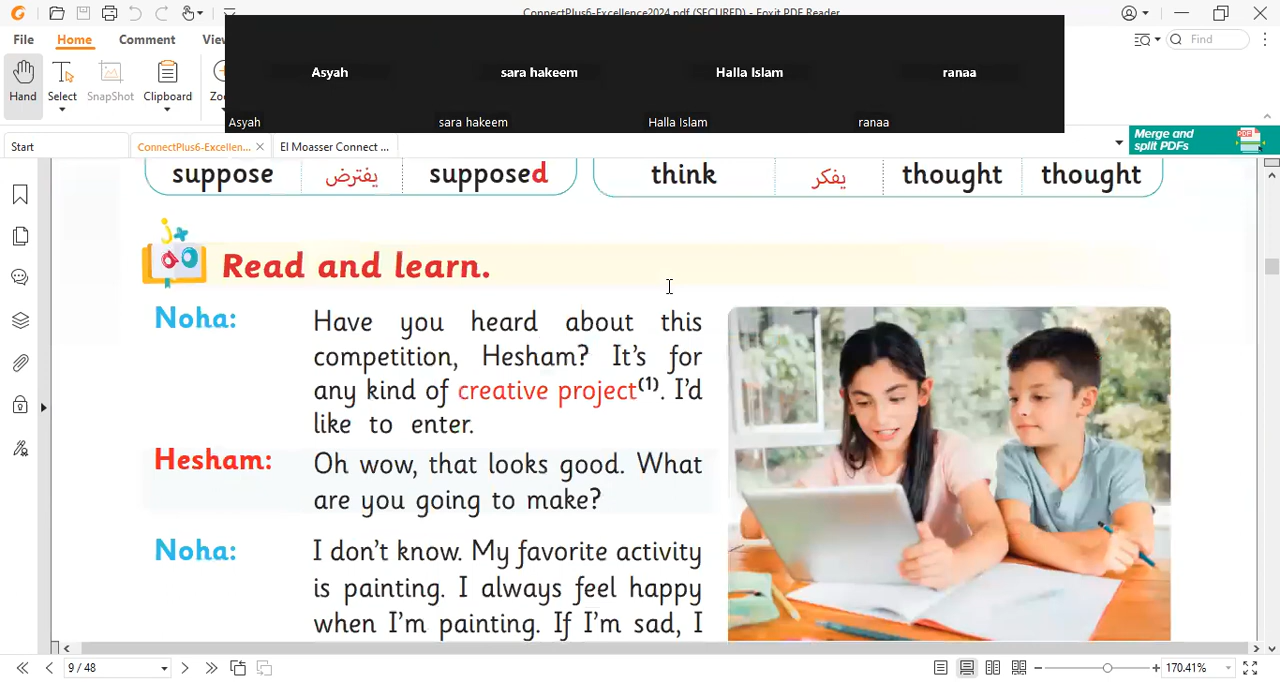 ConnectPlus6-Excellence2024.pdf (SECURED) - Foxit PDF Reader
File Home Comment
Find
Hand Select SnapShot Clipboard
Asyah sara hakeem Halla Islam ranaa
Asyah sara hakeem Halla Islam ranaa
Start ConnectPlus6-Excellen... El Moasser Connect ...
Merge and
split PDFs
suppose يفترض supposed think يفكر thought thought
Read and learn.
Noha: Have you heard about this
competition, Hesham? It's for
any kind of creative project(1). I'd
like to enter.
Hesham: Oh wow, that looks good. What
are you going to make?
Noha: I don't know. My favorite activity
is painting. I always feel happy
when I'm painting. If I'm sad, I
9 / 48 170.41%